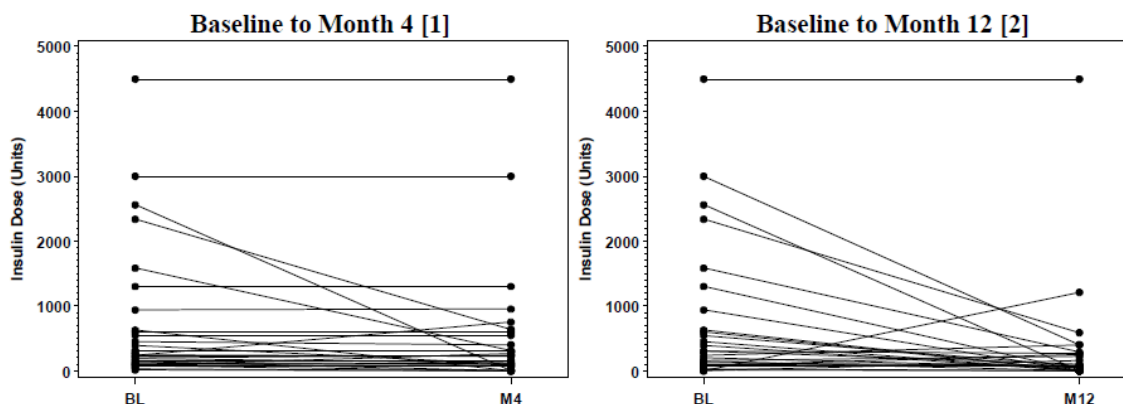 Baseline to Month 4 [1]
5000
4000
3000
2000
1000
0
Insulin Dose (Units)
BL
M4
Baseline to Month 12 [2]
5000
4000
3000
2000
1000
0
Insulin Dose (Units)
BL
M12